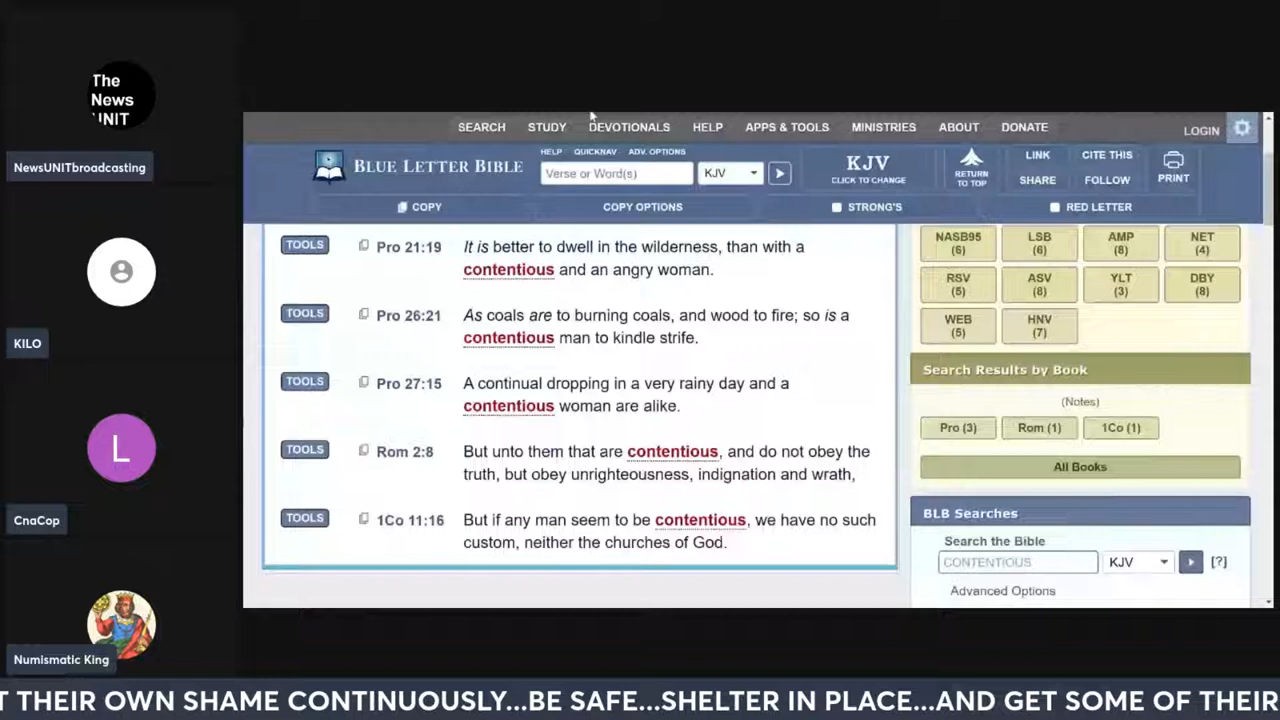 The
News
UNIT
NewsUNITbroadcasting
KILO
L
CnaCop
Numismatic King
SEARCH STUDY DEVOTIONALS HELP APPS & TOOLS MINISTRIES ABOUT DONATE LOGIN
BLUE LETTER BIBLE
HELP QUICKNAV ADV. OPTIONS
Verse or Word(s) KJV
KJV
CLICK TO CHANGE
RETURN
TO TOP
LINK CITE THIS
SHARE FOLLOW
PRINT
COPY COPY OPTIONS STRONG'S RED LETTER
TOOLS Pro 21:19 It is better to dwell in the wilderness, than with a
contentious and an angry woman.
TOOLS Pro 26:21 As coals are to burning coals, and wood to fire; so is a
contentious man to kindle strife.
TOOLS Pro 27:15 A continual dropping in a very rainy day and a
contentious woman are alike.
TOOLS Rom 2:8 But unto them that are contentious, and do not obey the
truth, but obey unrighteousness, indignation and wrath,
TOOLS 1Co 11:16 But if any man seem to be contentious, we have no such
custom, neither the churches of God.
NASB95 LSB AMP NET
(6) (6) (8) (4)
RSV ASV YLT DBY
(5) (8) (3) (8)
WEB HNV
(5) (7)
Search Results by Book
(Notes)
Pro (3) Rom (1) 1Co (1)
All Books
BLB Searches
Search the Bible
CONTENTIOUS KJV [?]
Advanced Options
T THEIR OWN SHAME CONTINUOUSLY...BE SAFE...SHELTER IN PLACE...AND GET SOME OF THEIR